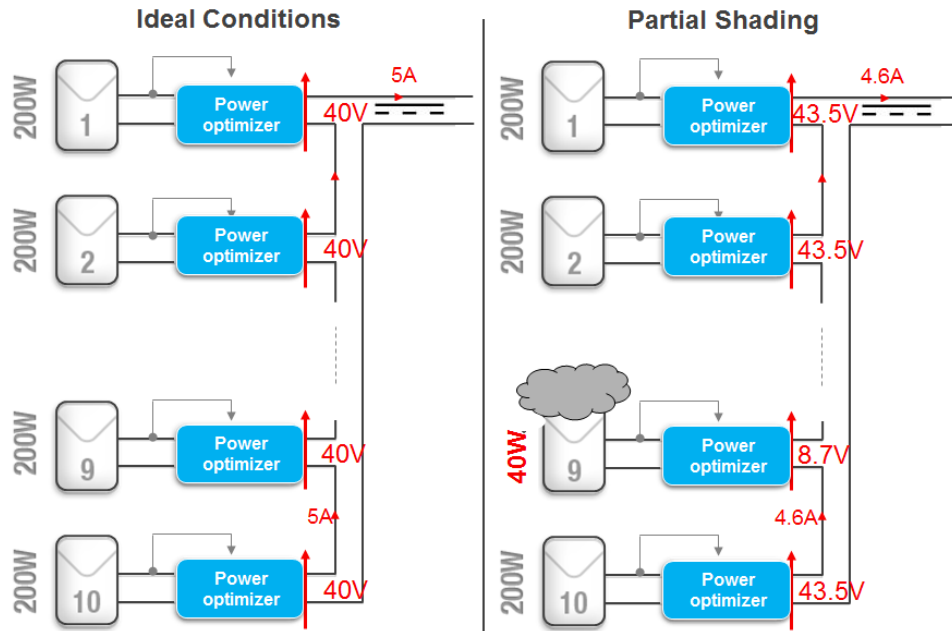 Ideal Conditions
200W
1
Power
optimizer
40V
5A
200W
2
Power
optimizer
40V
200W
9
Power
optimizer
40V
5A
200W
10
Power
optimizer
40V
Partial Shading
200W
1
Power
optimizer
43.5V
4.6A
200W
2
Power
optimizer
43.5V
40W
9
Power
optimizer
8.7V
4.6A
200W
10
Power
optimizer
43.5V